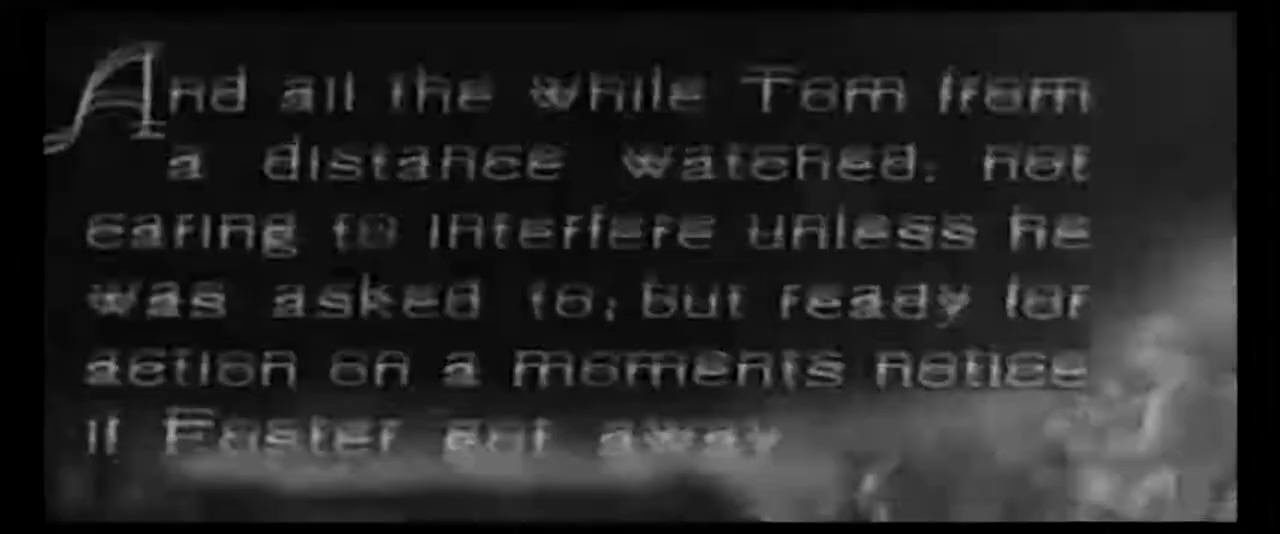 And all the while Tom from
a distance watched, not
caring to interfere unless he
was asked to; but ready for
action on a moments notice
if Foster got away